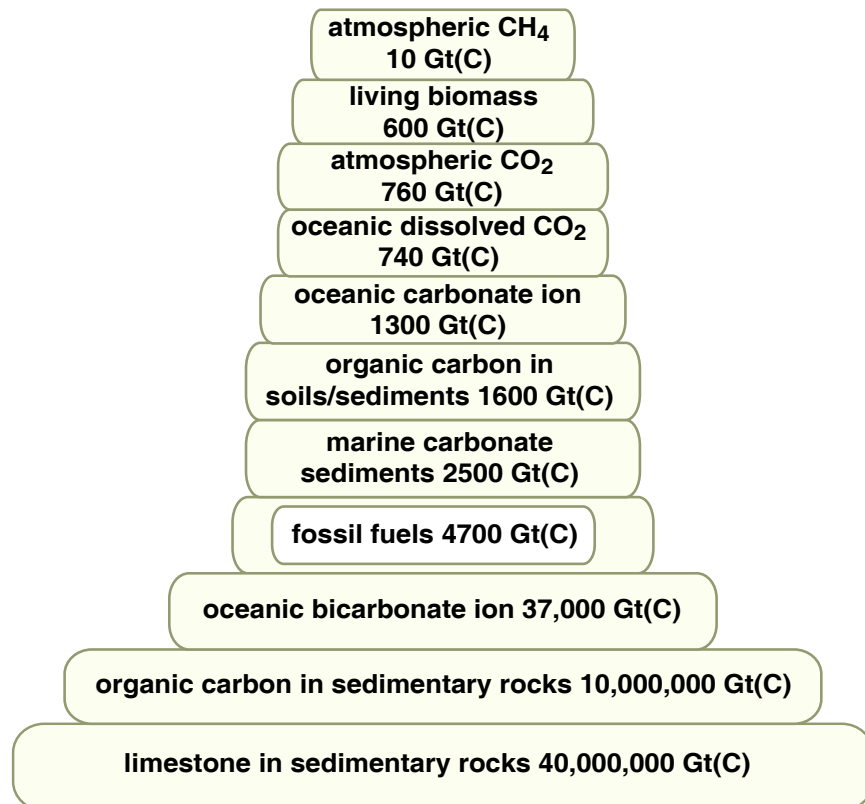 atmospheric CH₄
10 Gt(C)
living biomass
600 Gt(C)
atmospheric CO₂
760 Gt(C)
oceanic dissolved CO₂
740 Gt(C)
oceanic carbonate ion
1300 Gt(C)
organic carbon in
soils/sediments 1600 Gt(C)
marine carbonate
sediments 2500 Gt(C)
fossil fuels 4700 Gt(C)
oceanic bicarbonate ion 37,000 Gt(C)
organic carbon in sedimentary rocks 10,000,000 Gt(C)
limestone in sedimentary rocks 40,000,000 Gt(C)